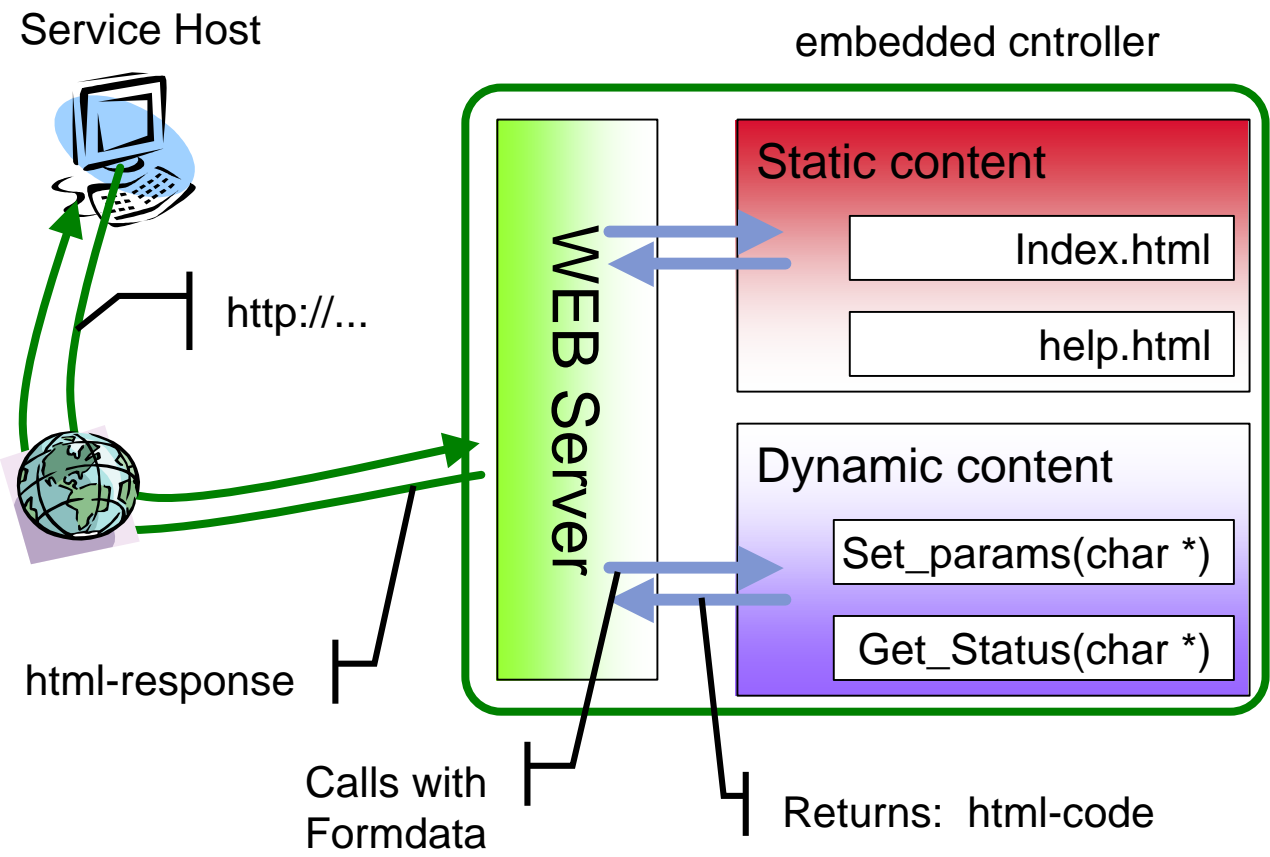 Service Host
embedded cntroller
Static content
Index.html
help.html
http://...
WEB Server
Dynamic content
Set_params(char *)
Get_Status(char *)
html-response
Calls with
Formdata
Returns:  html-code